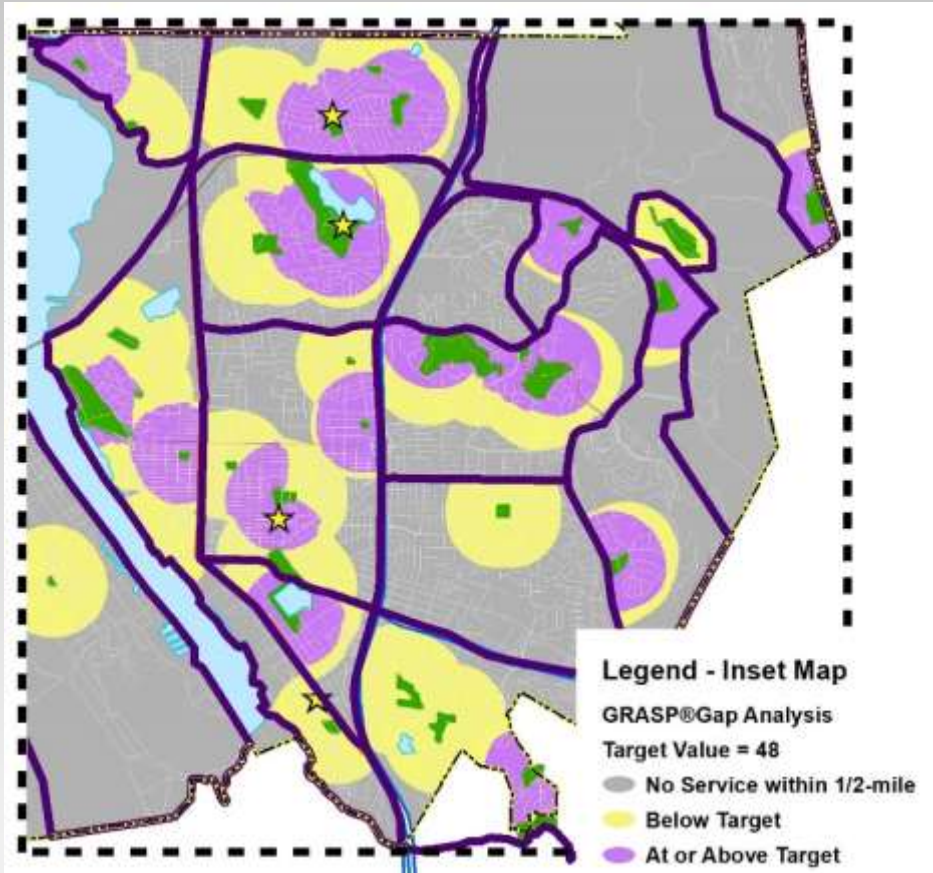 Legend - Inset Map
GRASP®Gap Analysis
Target Value = 48
No Service within 1/2-mile
Below Target
At or Above Target